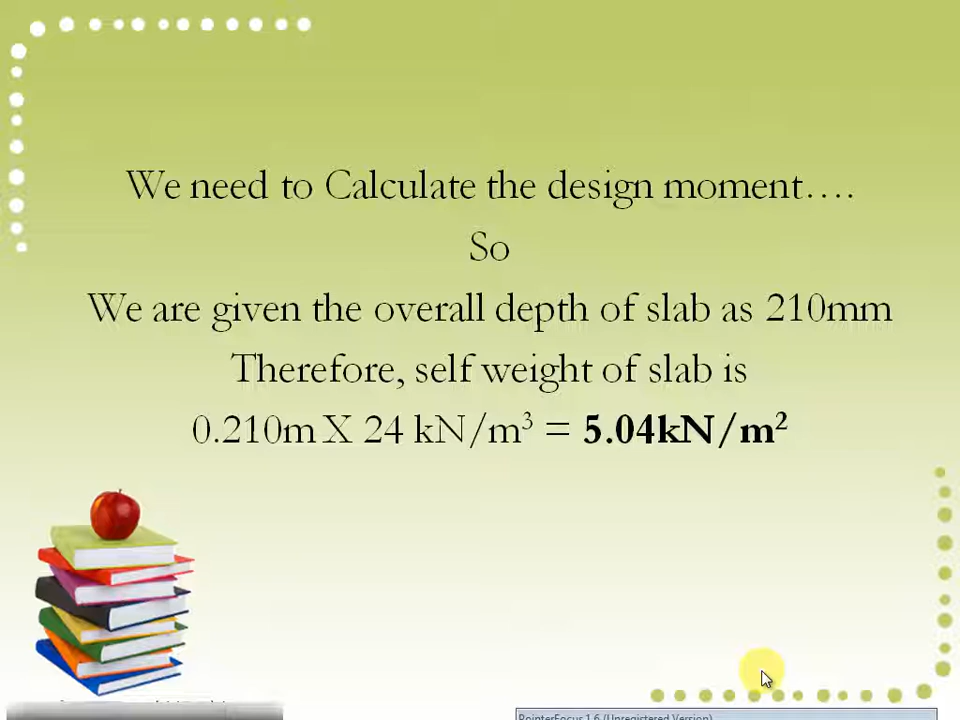 We need to Calculate the design moment….
So
We are given the overall depth of slab as 210mm
Therefore, self weight of slab is
0.210m X 24 kN/m³ = 5.04kN/m²
PointerFocus 1.6 (Unregistered Version)